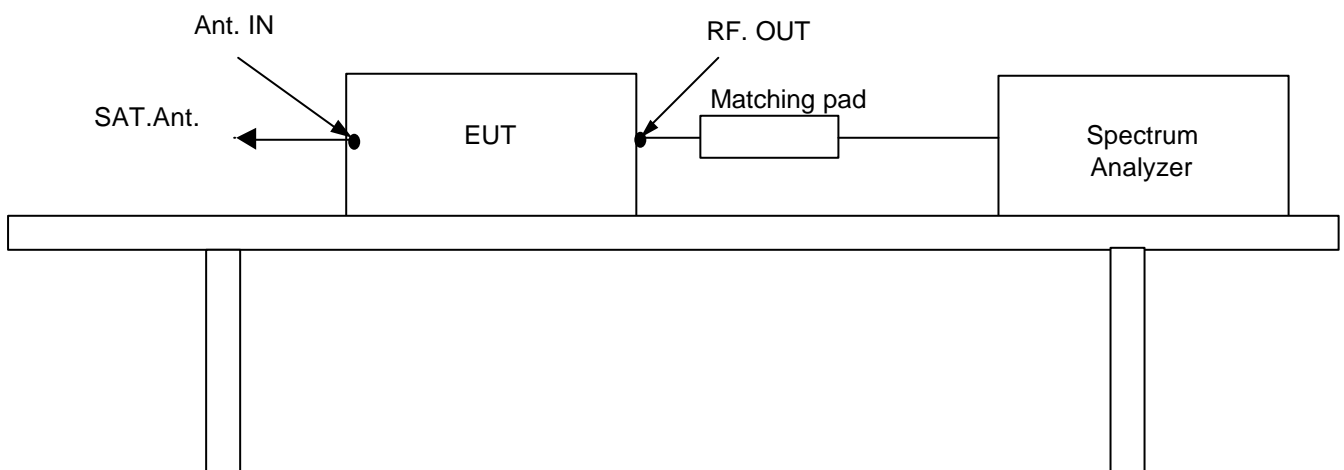 Ant. IN
RF. OUT
Matching pad
SAT.Ant.
EUT
Spectrum
Analyzer